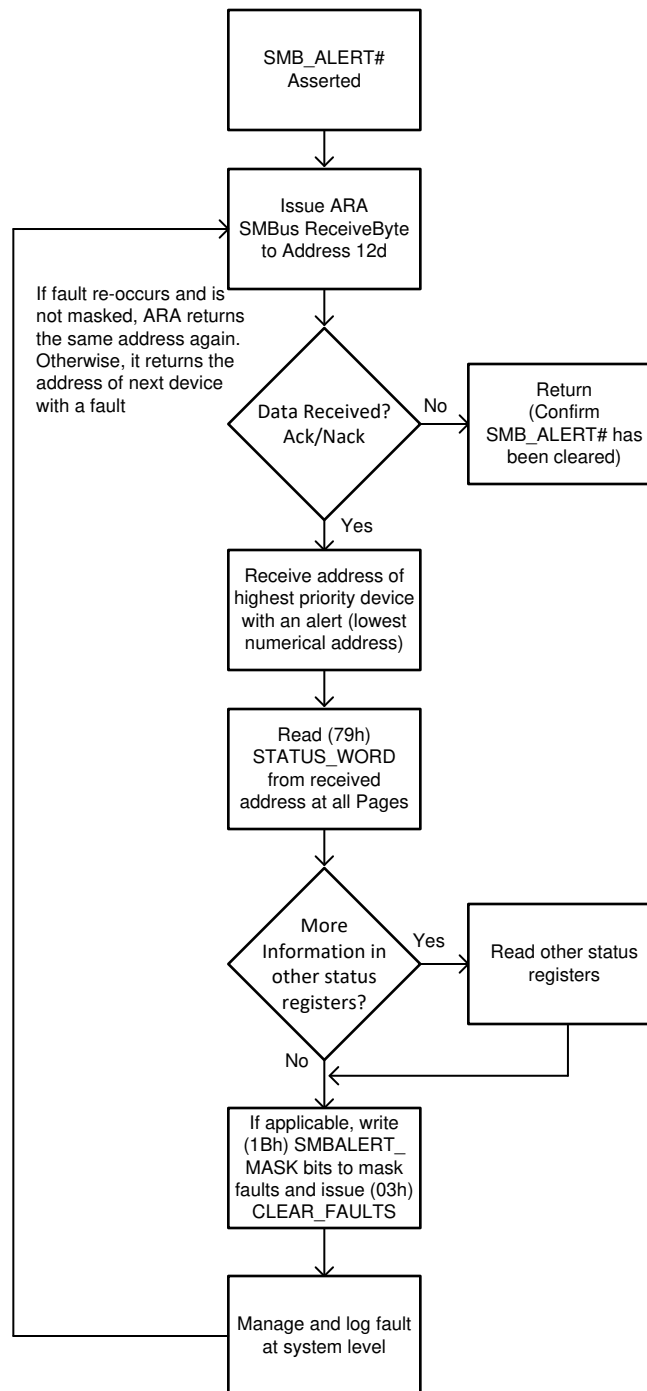 SMB_ALERT#
Asserted
Issue ARA
SMBus ReceiveByte
to Address 12d
If fault re-occurs and is
not masked, ARA returns
the same address again.
Otherwise, it returns the
address of next device
with a fault
Data Received?
Ack/Nack
No
Return
(Confirm
SMB_ALERT# has
been cleared)
Yes
Receive address of
highest priority device
with an alert (lowest
numerical address)
Read (79h)
STATUS_WORD
from received
address at all Pages
More
Information in
other status
registers?
Yes
Read other status
registers
No
If applicable, write
(1Bh) SMBALERT_
MASK bits to mask
faults and issue (03h)
CLEAR_FAULTS
Manage and log fault
at system level